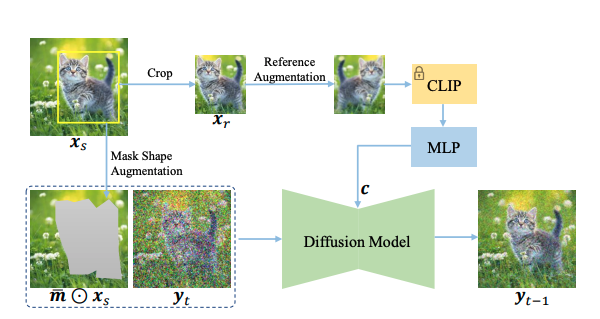 Crop
Reference
Augmentation
CLIP
x_s
x_r
MLP
Mask Shape
Augmentation
c
Diffusion Model
m̅ ⊙ x_s
y_t
y_{t−1}